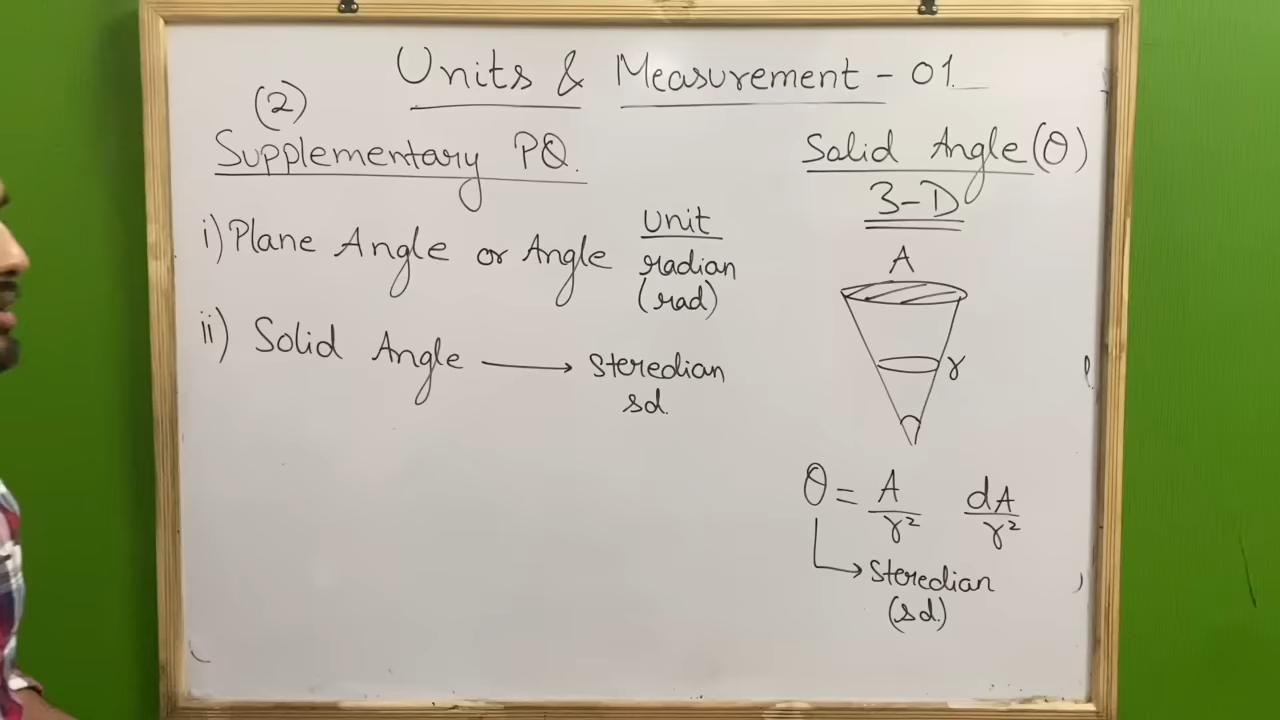 Units & Measurement - 01.
(2)
Supplementary PQ.
i) Plane Angle or Angle
Unit
radian
(rad)
ii) Solid Angle → Steredian
sd.
Solid Angle (θ)
3-D
A
r
θ = A/r² dA/r²
→ Steredian
(sd.)